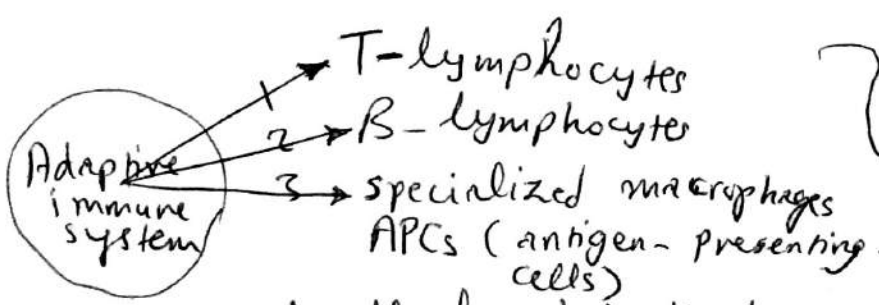 T-lymphocytes
1
2
B-lymphocytes
Adaptive
immune
system
3
specialized macrophages
APCs (antigen-presenting
cells)